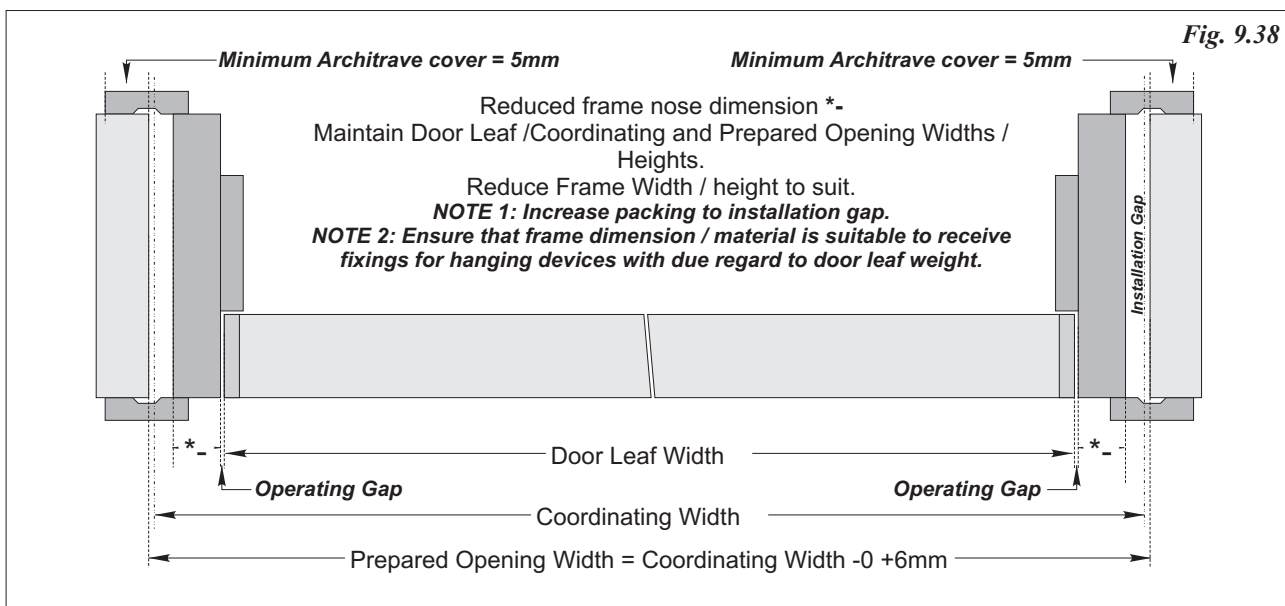 Fig. 9.38
Minimum Architrave cover = 5mm
Minimum Architrave cover = 5mm
Reduced frame nose dimension *-
Maintain Door Leaf /Coordinating and Prepared Opening Widths /
Heights.
Reduce Frame Width / height to suit.
NOTE 1: Increase packing to installation gap.
NOTE 2: Ensure that frame dimension / material is suitable to receive
fixings for hanging devices with due regard to door leaf weight.
Installation Gap
*-
Door Leaf Width
*-
Operating Gap
Operating Gap
Coordinating Width
Prepared Opening Width = Coordinating Width -0 +6mm